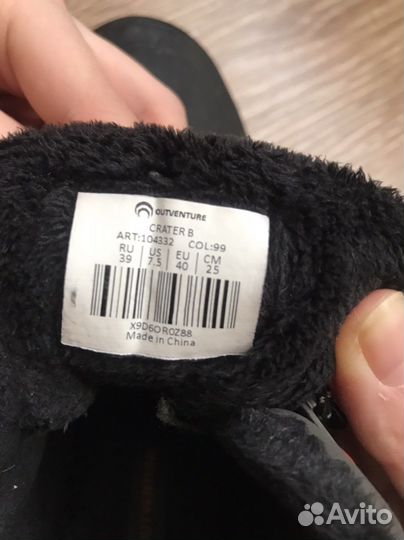 OUTVENTURE
CRATER B
ART:104332 COL:99
RU US EU CM
39 7.5 40 25
X9D6OR0Z88
Made in China
Avito